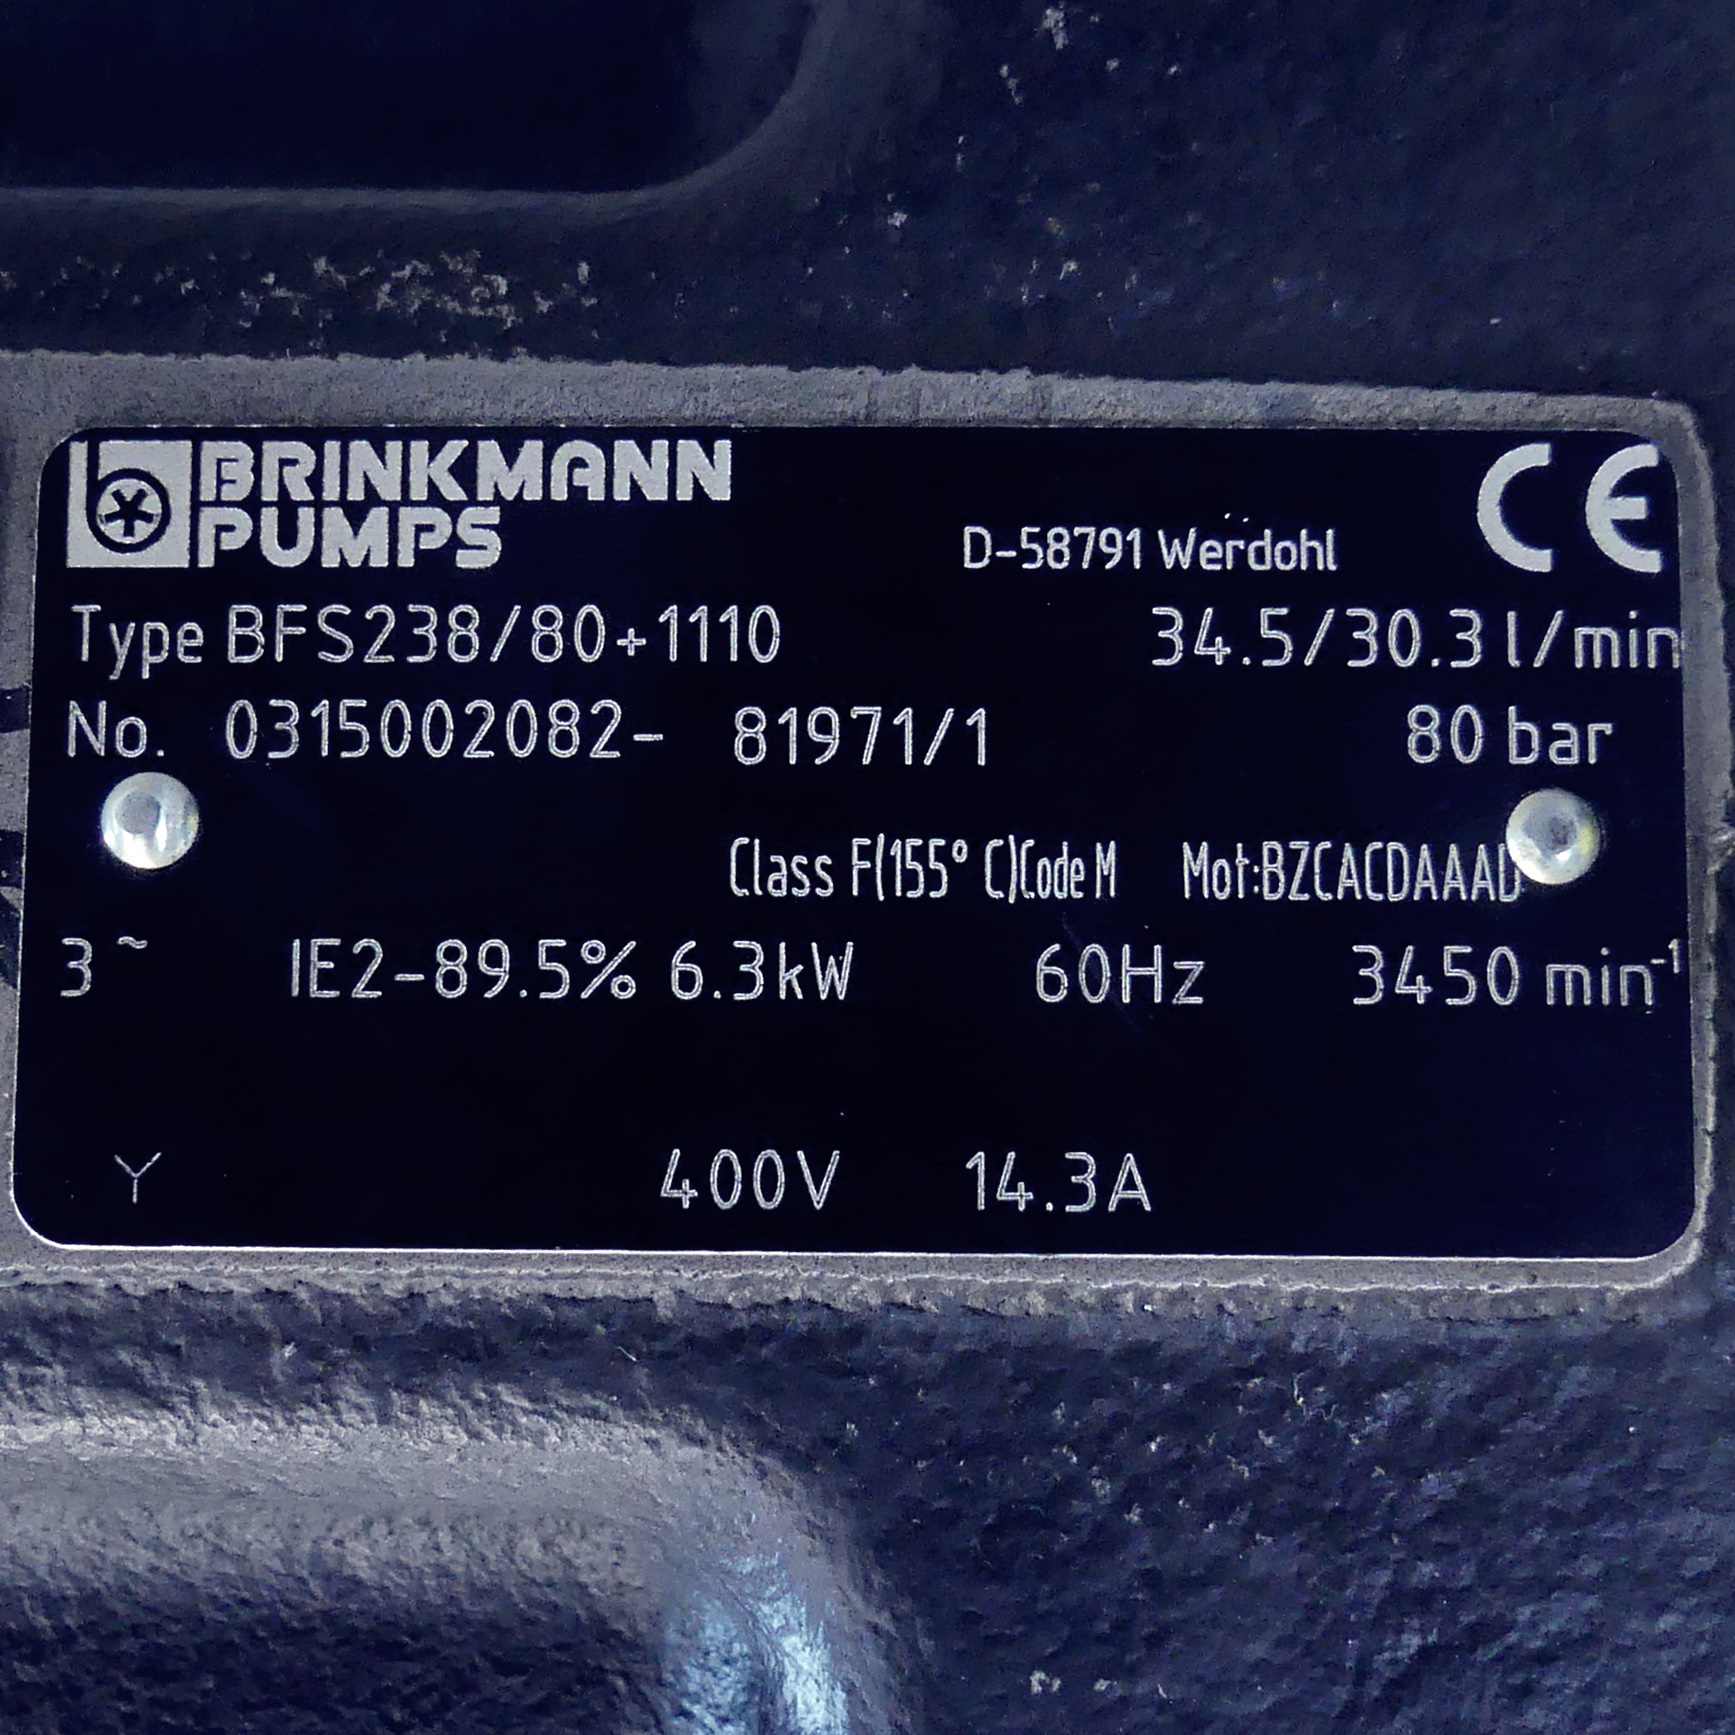 BRINKMANN
PUMPS
D-58791 Werdohl
CE
Type BFS238/80+1110 34.5/30.3 l/min
No. 0315002082- 81971/1 80 bar
Class F(155° C)Code M Mot:BZCACDAAAD
3~ IE2-89.5% 6.3kW 60Hz 3450 min⁻¹
Y 400V 14.3A